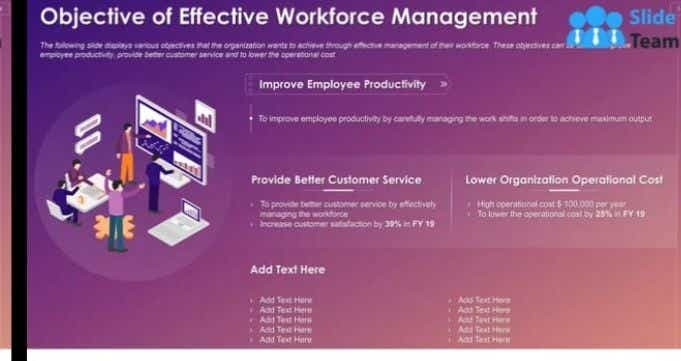 Objective of Effective Workforce Management
Slide
Team
The following slide displays various objectives that the organization wants to achieve through effective management of their workforce. These objectives can
employee productivity, provide better customer service and to lower the operational cost
Improve Employee Productivity »
To improve employee productivity by carefully managing the work shifts in order to achieve maximum output
Provide Better Customer Service
To provide better customer service by effectively
managing the workforce
Increase customer satisfaction by 39% in FY 19
Lower Organization Operational Cost
High operational cost $ 100,000 per year
To lower the operational cost by 25% in FY 19
Add Text Here
Add Text Here
Add Text Here
Add Text Here
Add Text Here
Add Text Here
Add Text Here
Add Text Here
Add Text Here
Add Text Here
Add Text Here